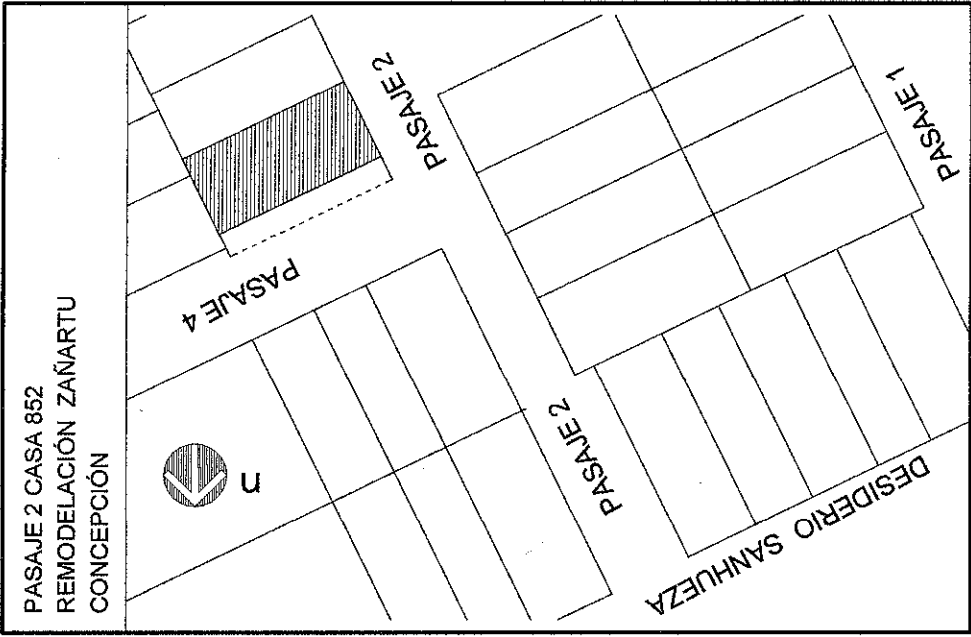 PASAJE 2 CASA 852
REMODELACIÓN ZAÑARTU
CONCEPCIÓN
PASAJE 2
PASAJE 4
PASAJE 1
n
PASAJE 2
DESIDERIO SANHUEZA